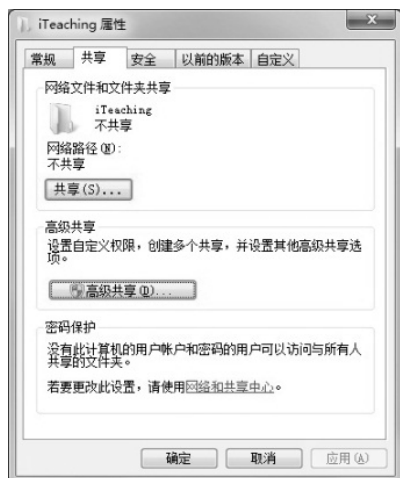 iTeaching 属性
常规 共享 安全 以前的版本 自定义
网络文件和文件夹共享
iTeaching
不共享
网络路径(N):
不共享
共享(S)...
高级共享
设置自定义权限，创建多个共享，并设置其他高级共享选
项。
高级共享(D)...
密码保护
没有此计算机的用户帐户和密码的用户可以访问与所有人
共享的文件夹。
若要更改此设置，请使用网络和共享中心。
确定 取消 应用(A)